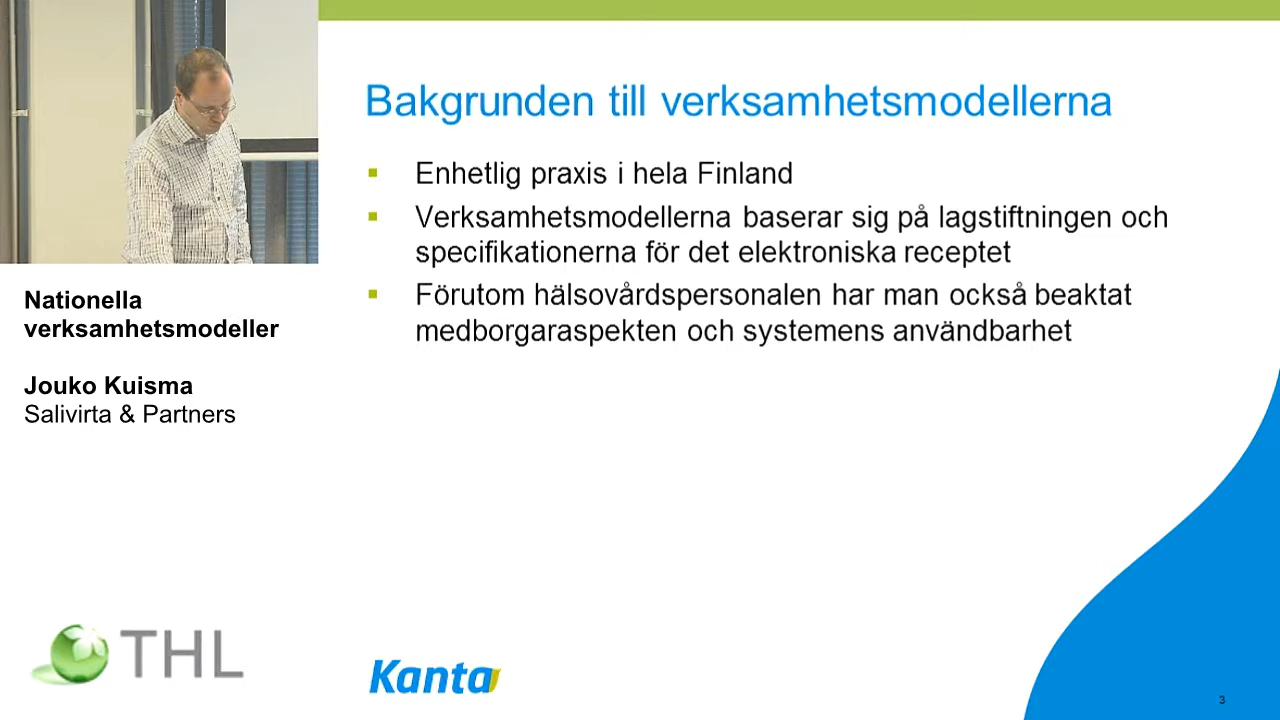 Bakgrunden till verksamhetsmodellerna
Enhetlig praxis i hela Finland
Verksamhetsmodellerna baserar sig på lagstiftningen och
specifikationerna för det elektroniska receptet
Förutom hälsovårdspersonalen har man också beaktat
medborgaraspekten och systemens användbarhet
Nationella
verksamhetsmodeller
Jouko Kuisma
Salivirta & Partners
THL
Kanta
3